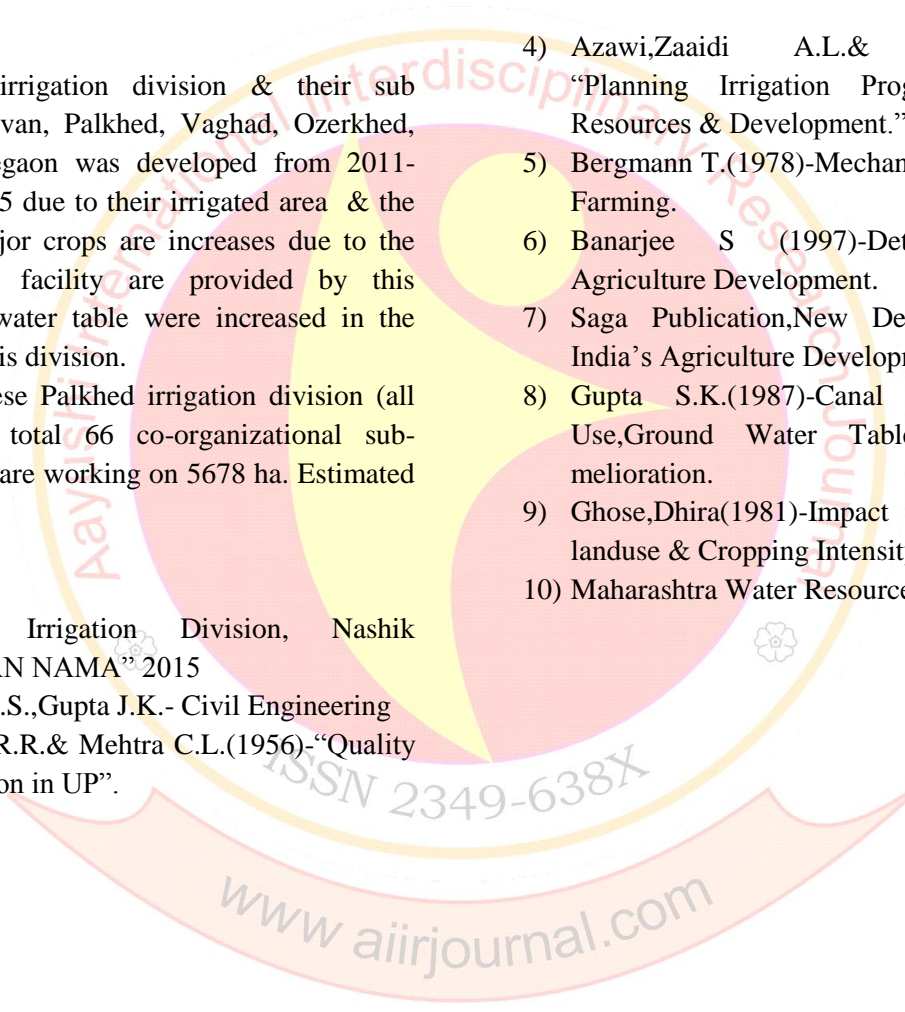 irrigation division & their sub
van, Palkhed, Vaghad, Ozerkhed,
egaon was developed from 2011-
5 due to their irrigated area & the
jor crops are increases due to the
facility are provided by this
water table were increased in the
is division.
ese Palkhed irrigation division (all
total 66 co-organizational sub-
are working on 5678 ha. Estimated
Irrigation Division, Nashik
AN NAMA” 2015
.S.,Gupta J.K.- Civil Engineering
R.R.& Mehtra C.L.(1956)-“Quality
on in UP”.
4) Azawi,Zaaidi A.L.&
“Planning Irrigation Prog
Resources & Development.”
5) Bergmann T.(1978)-Mechan
Farming.
6) Banarjee S (1997)-Det
Agriculture Development.
7) Saga Publication,New De
India’s Agriculture Developm
8) Gupta S.K.(1987)-Canal
Use,Ground Water Table
melioration.
9) Ghose,Dhira(1981)-Impact
landuse & Cropping Intensity
10) Maharashtra Water Resource
Aayushi International Interdisciplinary Research Journal
ISSN 2349-638X
www aiirjournal.com